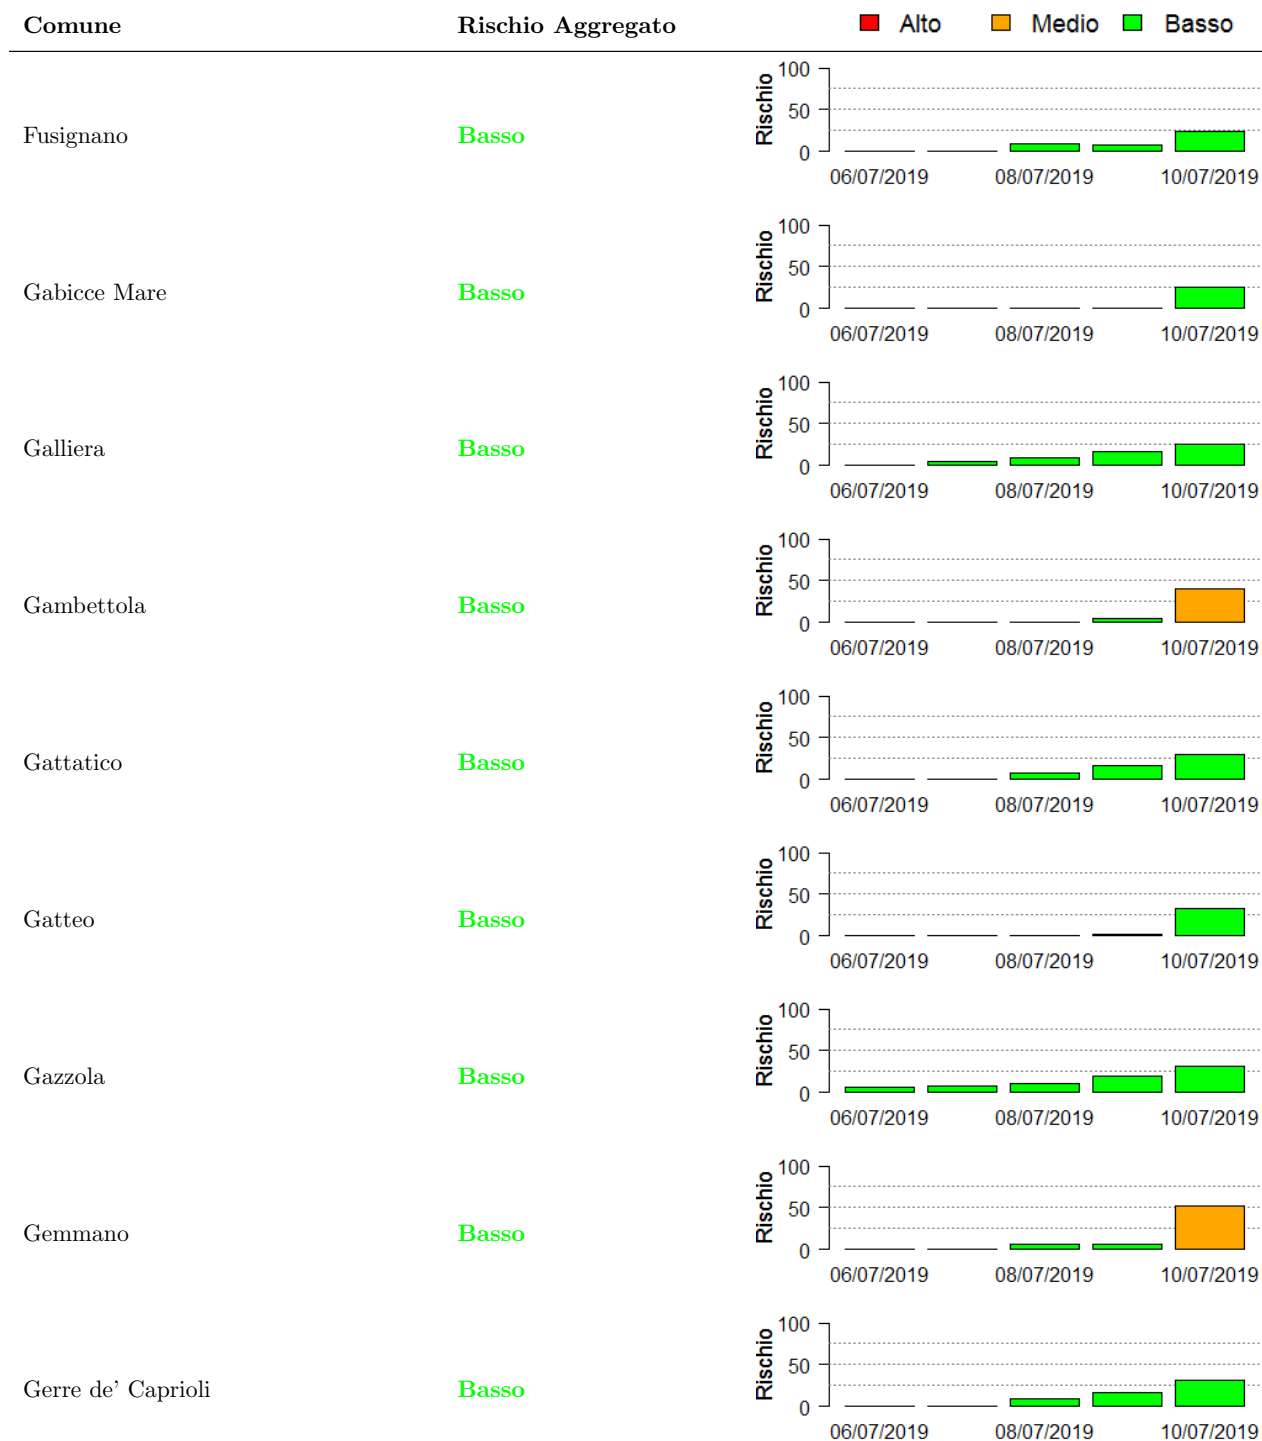 Comune Rischio Aggregato Alto Medio Basso
Fusignano Basso
Rischio
100
50
0
06/07/2019 08/07/2019 10/07/2019
Gabicce Mare Basso
Rischio
100
50
0
06/07/2019 08/07/2019 10/07/2019
Galliera Basso
Rischio
100
50
0
06/07/2019 08/07/2019 10/07/2019
Gambettola Basso
Rischio
100
50
0
06/07/2019 08/07/2019 10/07/2019
Gattatico Basso
Rischio
100
50
0
06/07/2019 08/07/2019 10/07/2019
Gatteo Basso
Rischio
100
50
0
06/07/2019 08/07/2019 10/07/2019
Gazzola Basso
Rischio
100
50
0
06/07/2019 08/07/2019 10/07/2019
Gemmano Basso
Rischio
100
50
0
06/07/2019 08/07/2019 10/07/2019
Gerre de' Caprioli Basso
Rischio
100
50
0
06/07/2019 08/07/2019 10/07/2019